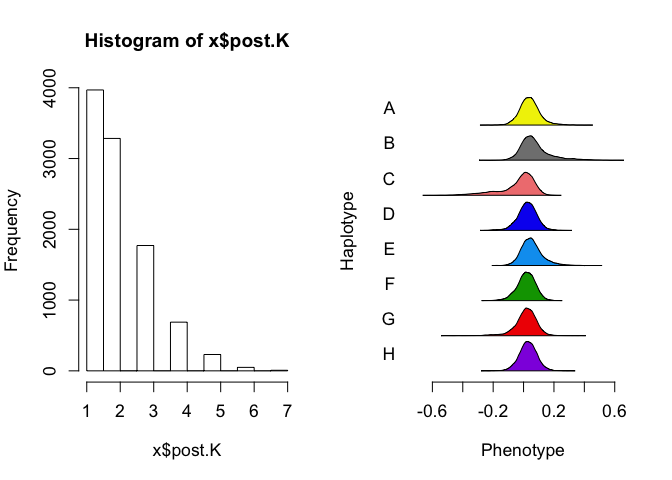 Histogram of x$post.K
Frequency
4000
3000
2000
1000
0
1 2 3 4 5 6 7
x$post.K
Haplotype
A
B
C
D
E
F
G
H
-0.6 -0.2 0.2 0.6
Phenotype